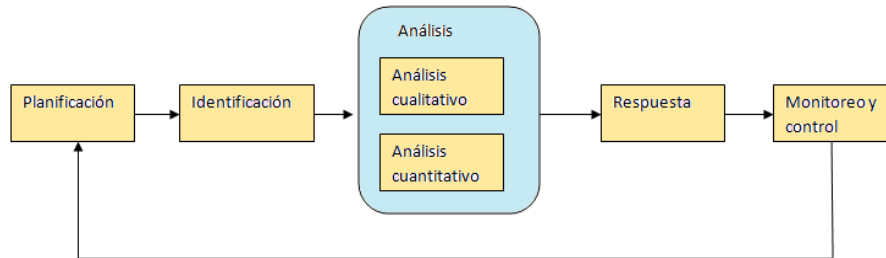 Análisis
Planificación
Identificación
Análisis
cualitativo
Análisis
cuantitativo
Respuesta
Monitoreo y
control